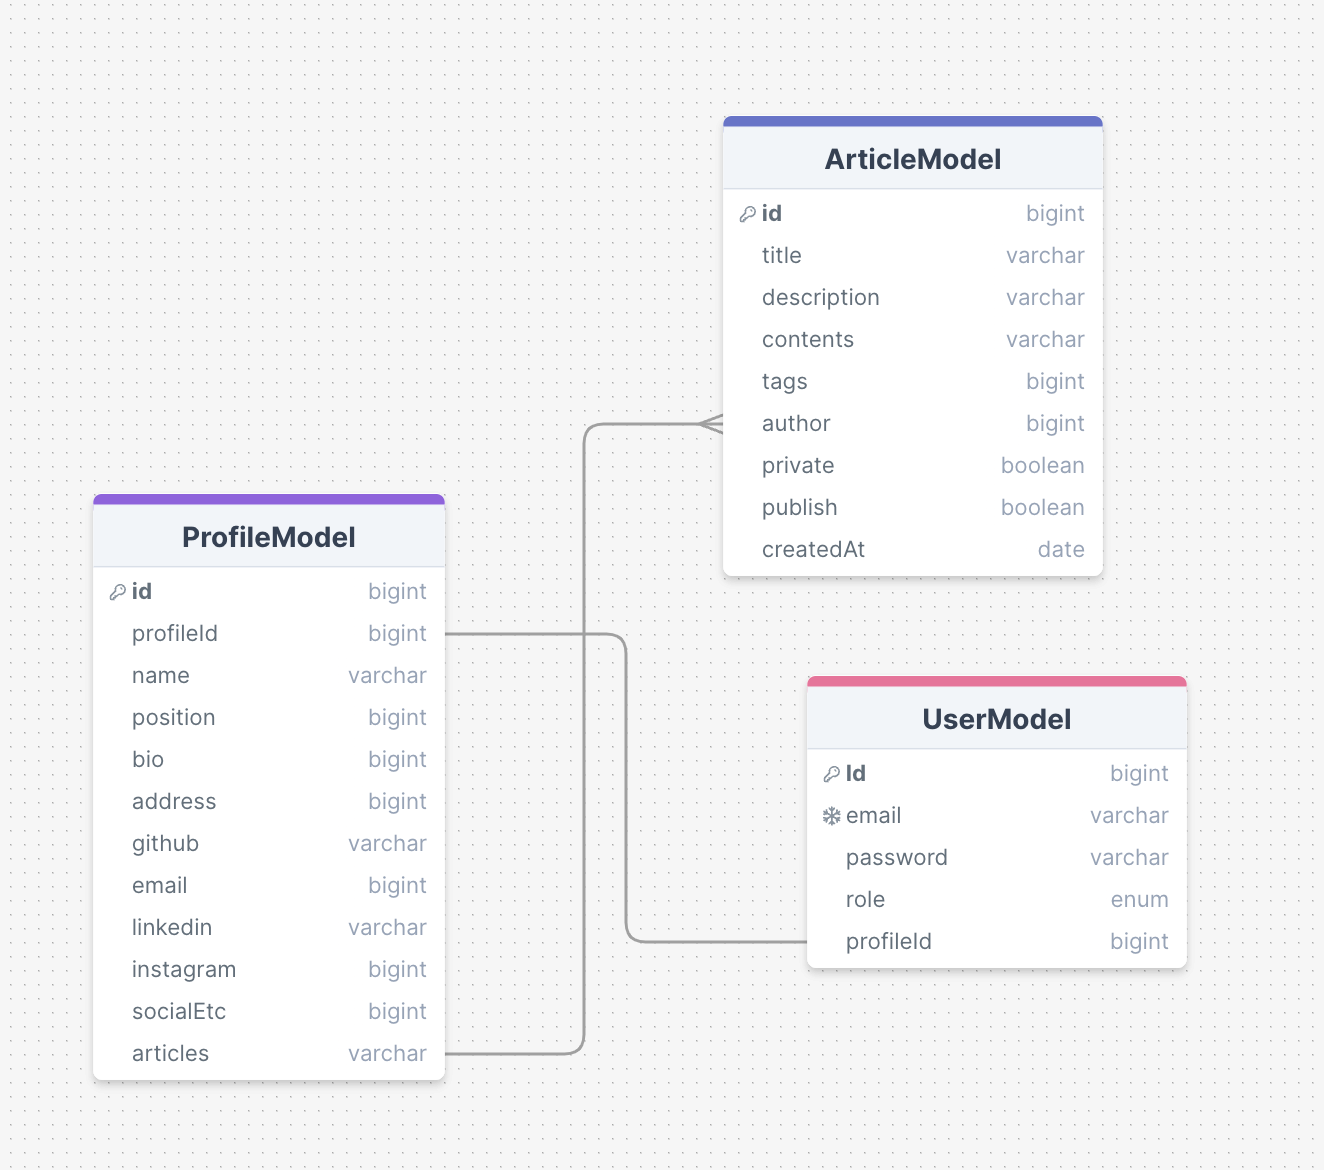 ArticleModel
id bigint
title varchar
description varchar
contents varchar
tags bigint
author bigint
private boolean
publish boolean
createdAt date
ProfileModel
id bigint
profileId bigint
name varchar
position bigint
bio bigint
address bigint
github varchar
email bigint
linkedin varchar
instagram bigint
socialEtc bigint
articles varchar
UserModel
Id bigint
email varchar
password varchar
role enum
profileId bigint